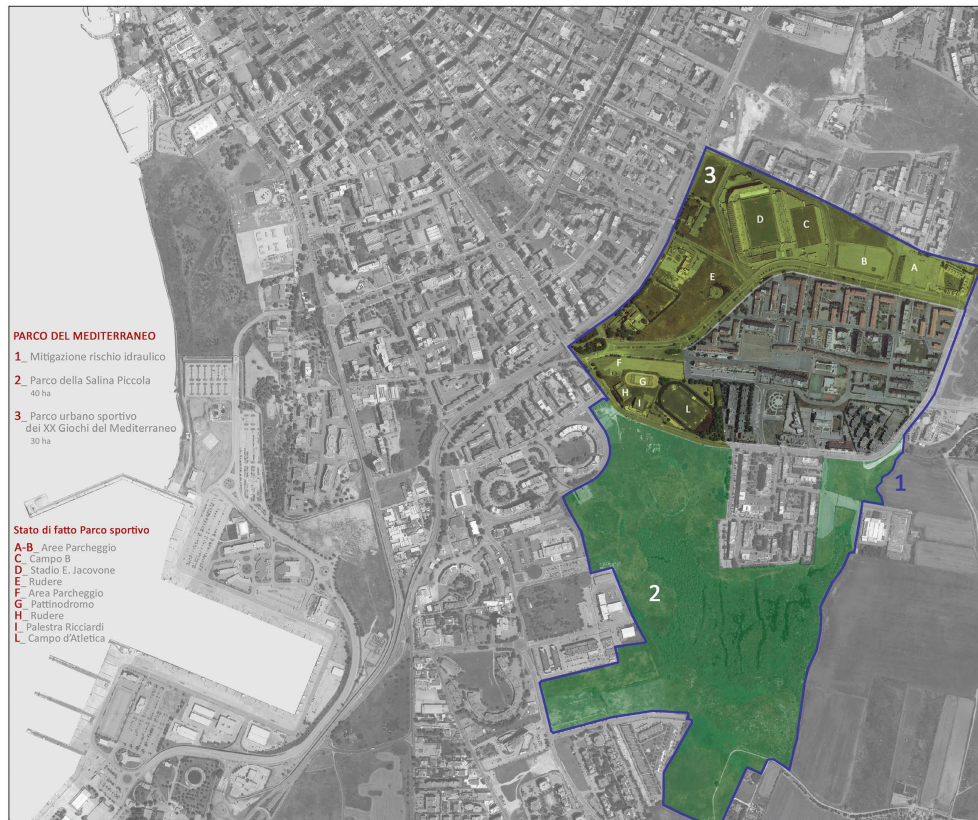 PARCO DEL MEDITERRANEO
1_ Mitigazione rischio idraulico
2_ Parco della Salina Piccola
40 ha
3_ Parco urbano sportivo
dei XX Giochi del Mediterraneo
30 ha
Stato di fatto Parco sportivo
A-B_ Aree Parcheggio
C_ Campo B
D_ Stadio E. Jacovone
E_ Rudere
F_ Area Parcheggio
G_ Pattinodromo
H_ Rudere
I_ Palestra Ricciardi
L_ Campo d'Atletica
3
D
C
B
A
E
F
G
H
I
L
1
2